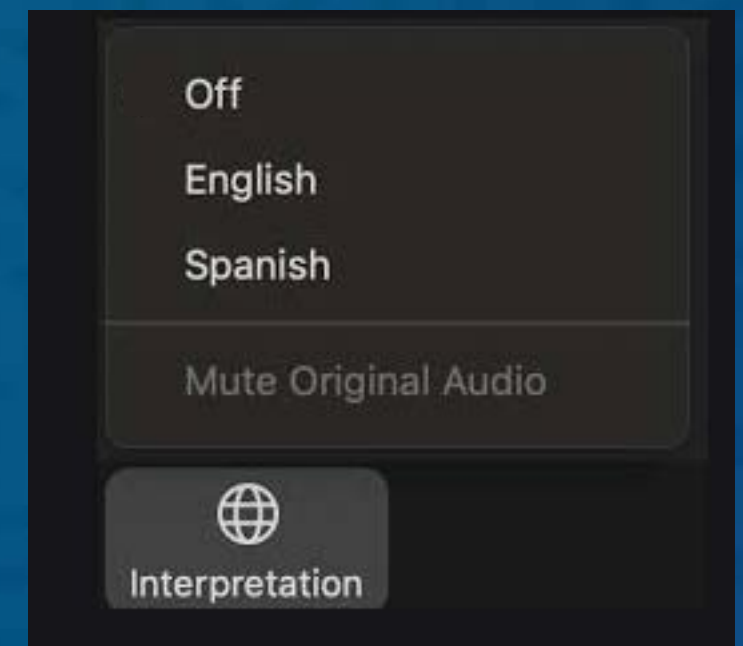 Off
English
Spanish
Mute Original Audio
Interpretation